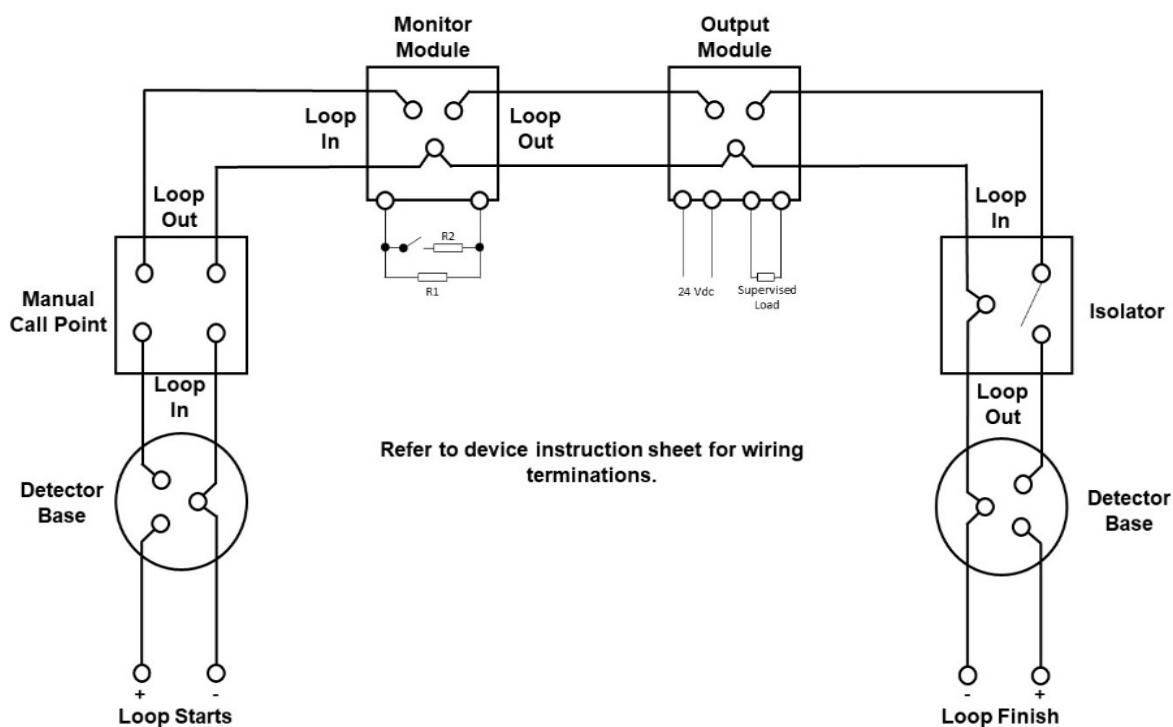 Monitor
Module
Output
Module
Loop
In
Loop
Out
Loop
Out
Loop
In
R2
R1
24 Vdc
Supervised
Load
Manual
Call Point
Isolator
Loop
In
Loop
Out
Refer to device instruction sheet for wiring
terminations.
Detector
Base
Detector
Base
+
-
-
+
Loop Starts
Loop Finish